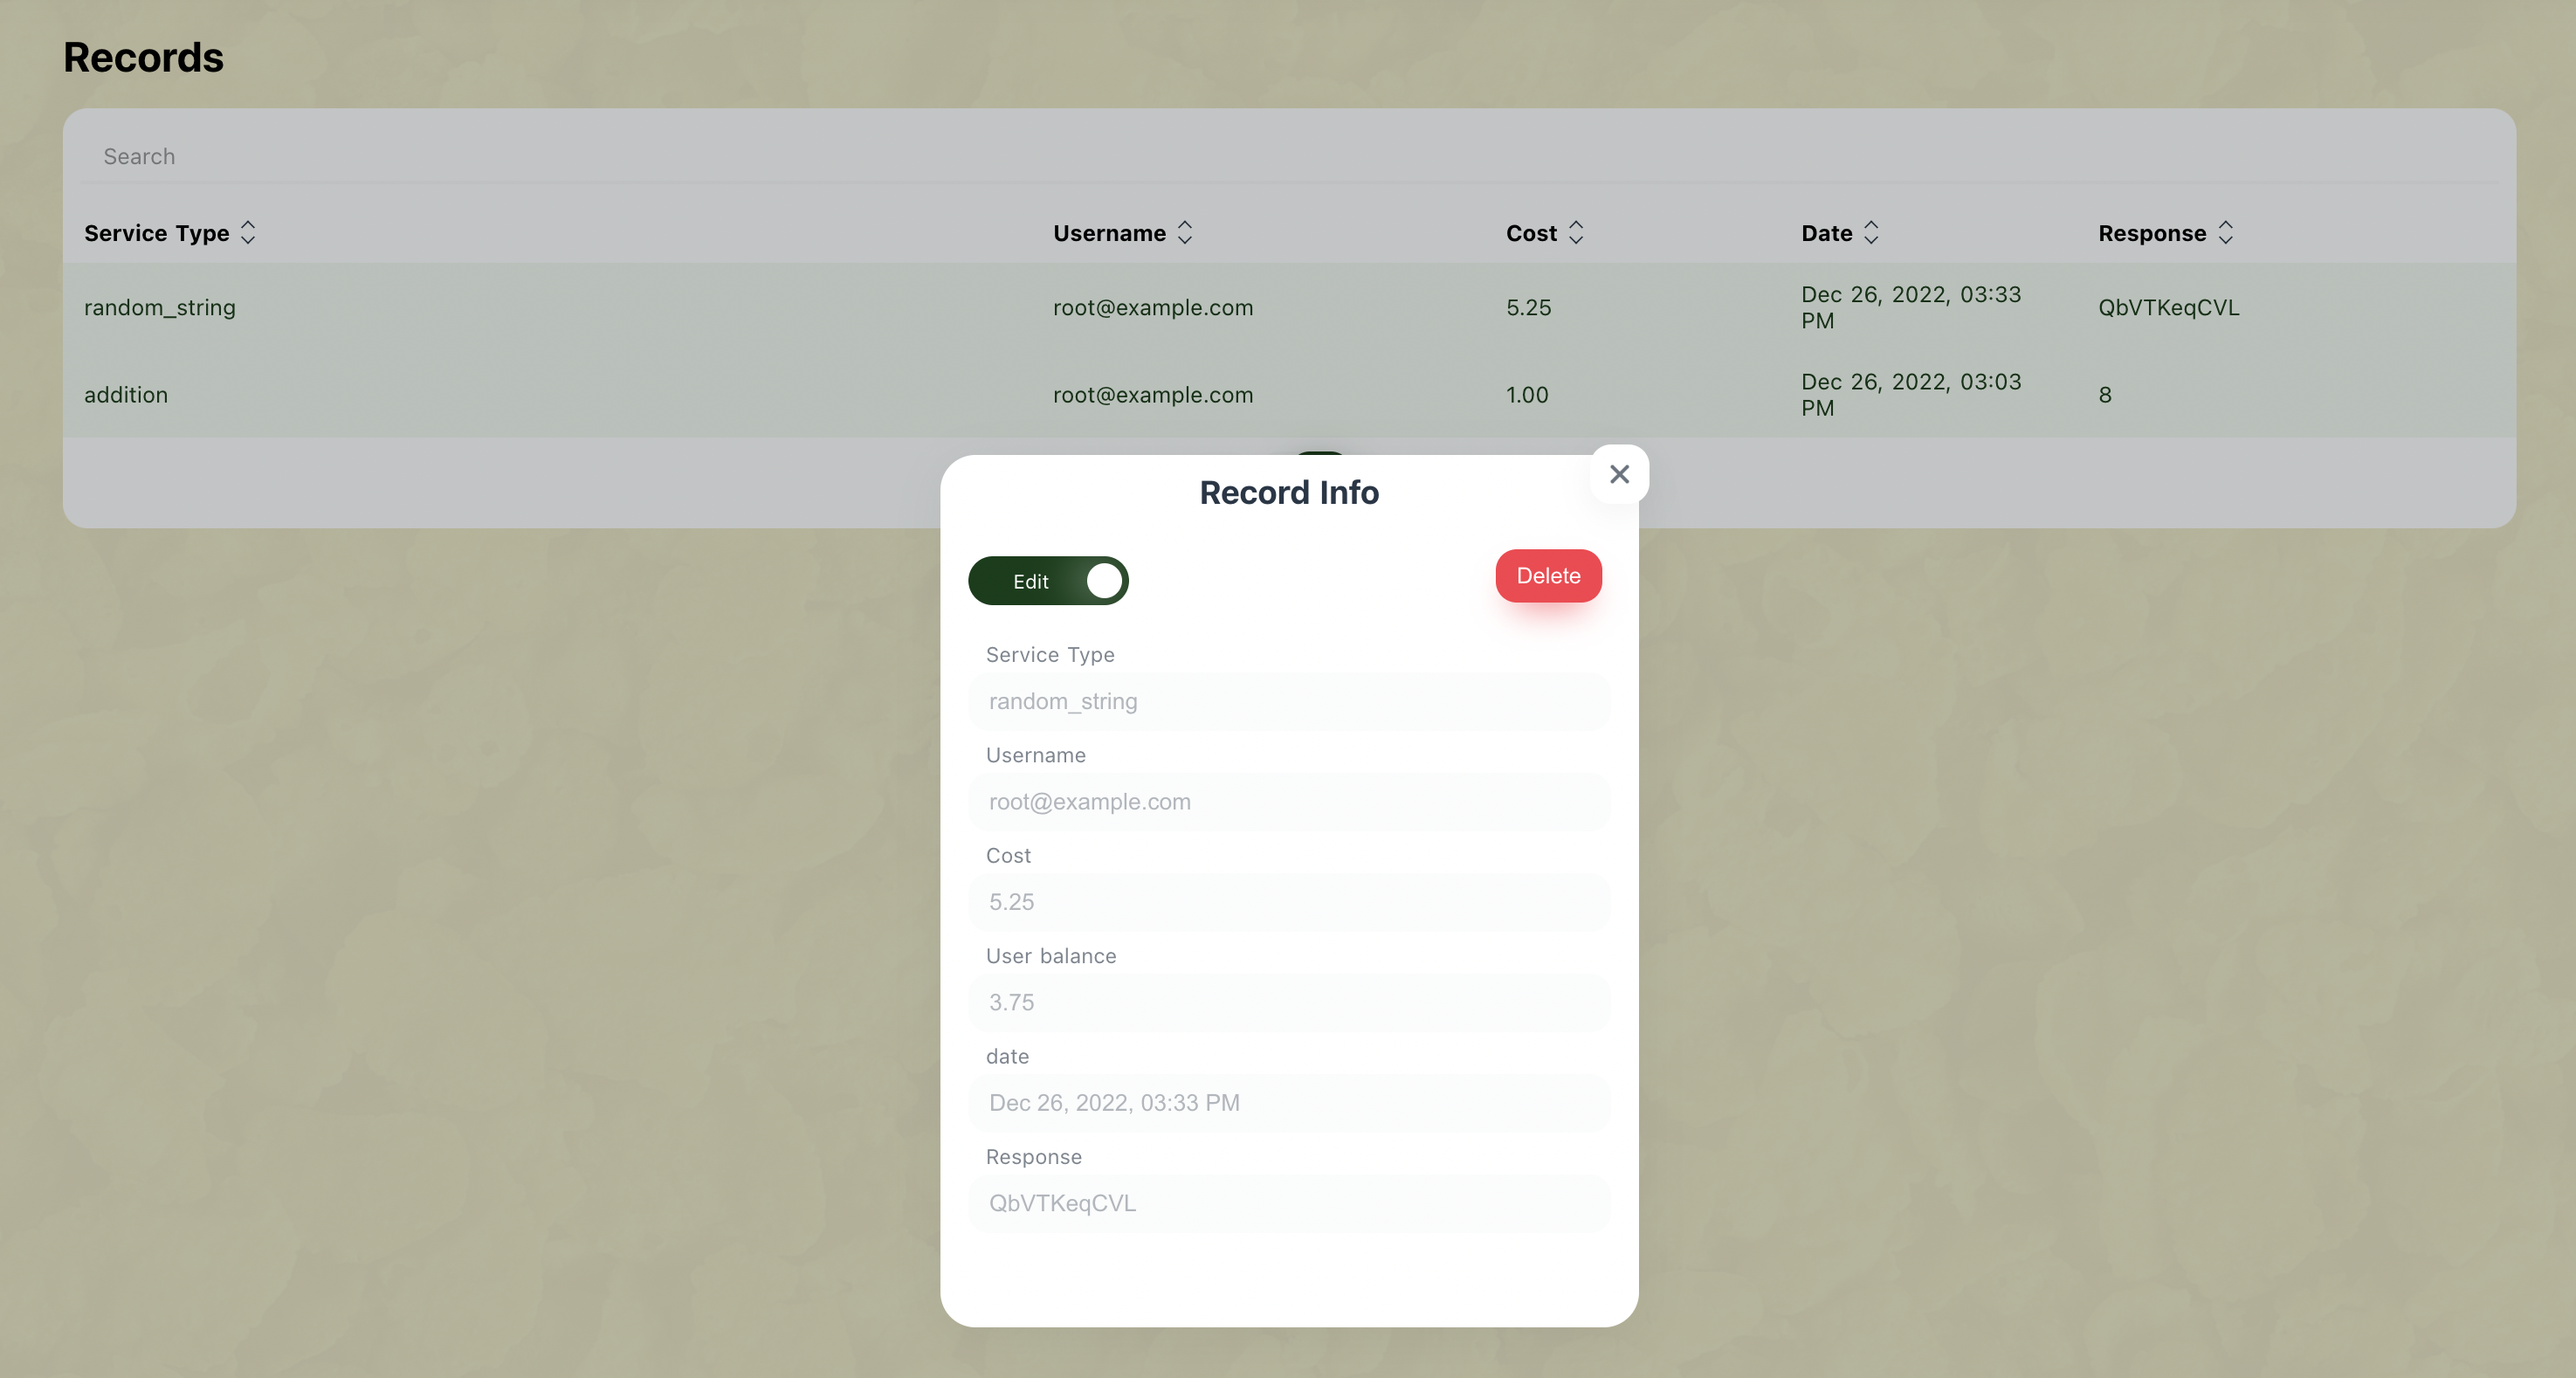 Records
Search
Service Type Username Cost Date Response
random_string root@example.com 5.25 Dec 26, 2022, 03:33 PM QbVTKeqCVL
addition root@example.com 1.00 Dec 26, 2022, 03:03 PM 8
Record Info
Edit Delete
Service Type
random_string
Username
root@example.com
Cost
5.25
User balance
3.75
date
Dec 26, 2022, 03:33 PM
Response
QbVTKeqCVL